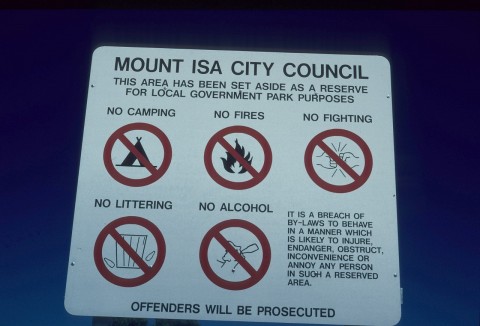 MOUNT ISA CITY COUNCIL
THIS AREA HAS BEEN SET ASIDE AS A RESERVE
FOR LOCAL GOVERNMENT PARK PURPOSES
NO CAMPING
NO FIRES
NO FIGHTING
NO LITTERING
NO ALCOHOL
IT IS A BREACH OF
BY-LAWS TO BEHAVE
IN A MANNER WHICH
IS LIKELY TO INJURE,
ENDANGER, OBSTRUCT,
INCONVENIENCE OR
ANNOY ANY PERSON
IN SUCH A RESERVED
AREA.
OFFENDERS WILL BE PROSECUTED